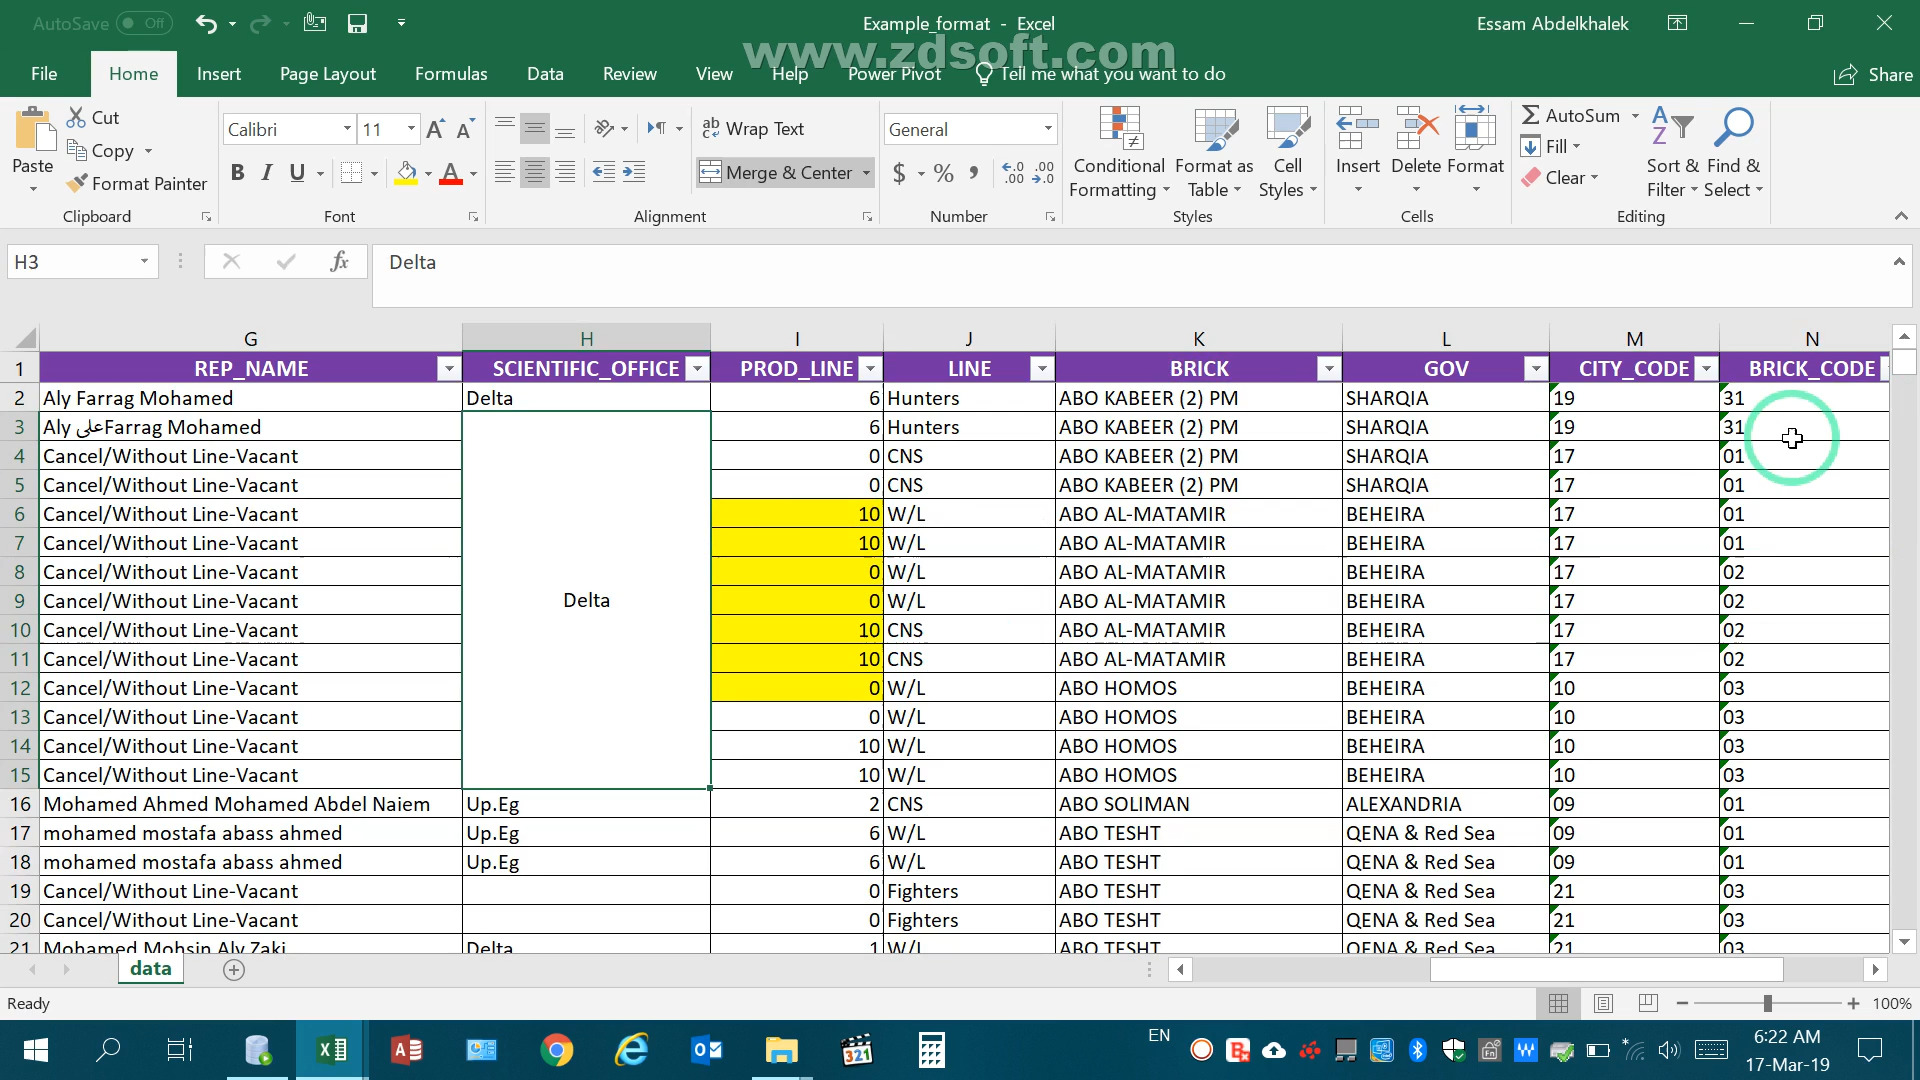 AutoSave Off
Example_format - Excel
Essam Abdelkhalek
www.zdsoft.com
File Home Insert Page Layout Formulas Data Review View Help Power Pivot Tell me what you want to do Share
Paste
Cut
Copy
Format Painter
Clipboard
Calibri 11
B I U
Font
Wrap Text
Merge & Center
Alignment
General
$ % ,
Number
Conditional Formatting
Format as Table
Cell Styles
Styles
Insert Delete Format
Cells
AutoSum
Fill
Clear
Sort & Filter
Find & Select
Editing
H3 fx Delta
G H I J K L M N
1 REP_NAME SCIENTIFIC_OFFICE PROD_LINE LINE BRICK GOV CITY_CODE BRICK_CODE
2 Aly Farrag Mohamed Delta 6 Hunters ABO KABEER (2) PM SHARQIA 19 31
3 Aly علىFarrag Mohamed 6 Hunters ABO KABEER (2) PM SHARQIA 19 31
4 Cancel/Without Line-Vacant 0 CNS ABO KABEER (2) PM SHARQIA 17 01
5 Cancel/Without Line-Vacant 0 CNS ABO KABEER (2) PM SHARQIA 17 01
6 Cancel/Without Line-Vacant 10 W/L ABO AL-MATAMIR BEHEIRA 17 01
7 Cancel/Without Line-Vacant 10 W/L ABO AL-MATAMIR BEHEIRA 17 01
8 Cancel/Without Line-Vacant 0 W/L ABO AL-MATAMIR BEHEIRA 17 02
9 Cancel/Without Line-Vacant Delta 0 W/L ABO AL-MATAMIR BEHEIRA 17 02
10 Cancel/Without Line-Vacant 10 CNS ABO AL-MATAMIR BEHEIRA 17 02
11 Cancel/Without Line-Vacant 10 CNS ABO AL-MATAMIR BEHEIRA 17 02
12 Cancel/Without Line-Vacant 0 W/L ABO HOMOS BEHEIRA 10 03
13 Cancel/Without Line-Vacant 0 W/L ABO HOMOS BEHEIRA 10 03
14 Cancel/Without Line-Vacant 10 W/L ABO HOMOS BEHEIRA 10 03
15 Cancel/Without Line-Vacant 10 W/L ABO HOMOS BEHEIRA 10 03
16 Mohamed Ahmed Mohamed Abdel Naiem Up.Eg 2 CNS ABO SOLIMAN ALEXANDRIA 09 01
17 mohamed mostafa abass ahmed Up.Eg 6 W/L ABO TESHT QENA & Red Sea 09 01
18 mohamed mostafa abass ahmed Up.Eg 6 W/L ABO TESHT QENA & Red Sea 09 01
19 Cancel/Without Line-Vacant 0 Fighters ABO TESHT QENA & Red Sea 21 03
20 Cancel/Without Line-Vacant 0 Fighters ABO TESHT QENA & Red Sea 21 03
21 Mohamed Mohsin Aly Zaki Delta 1 W/L ABO TESHT QENA & Red Sea 21 03
data
Ready
100%
EN
6:22 AM
17-Mar-19